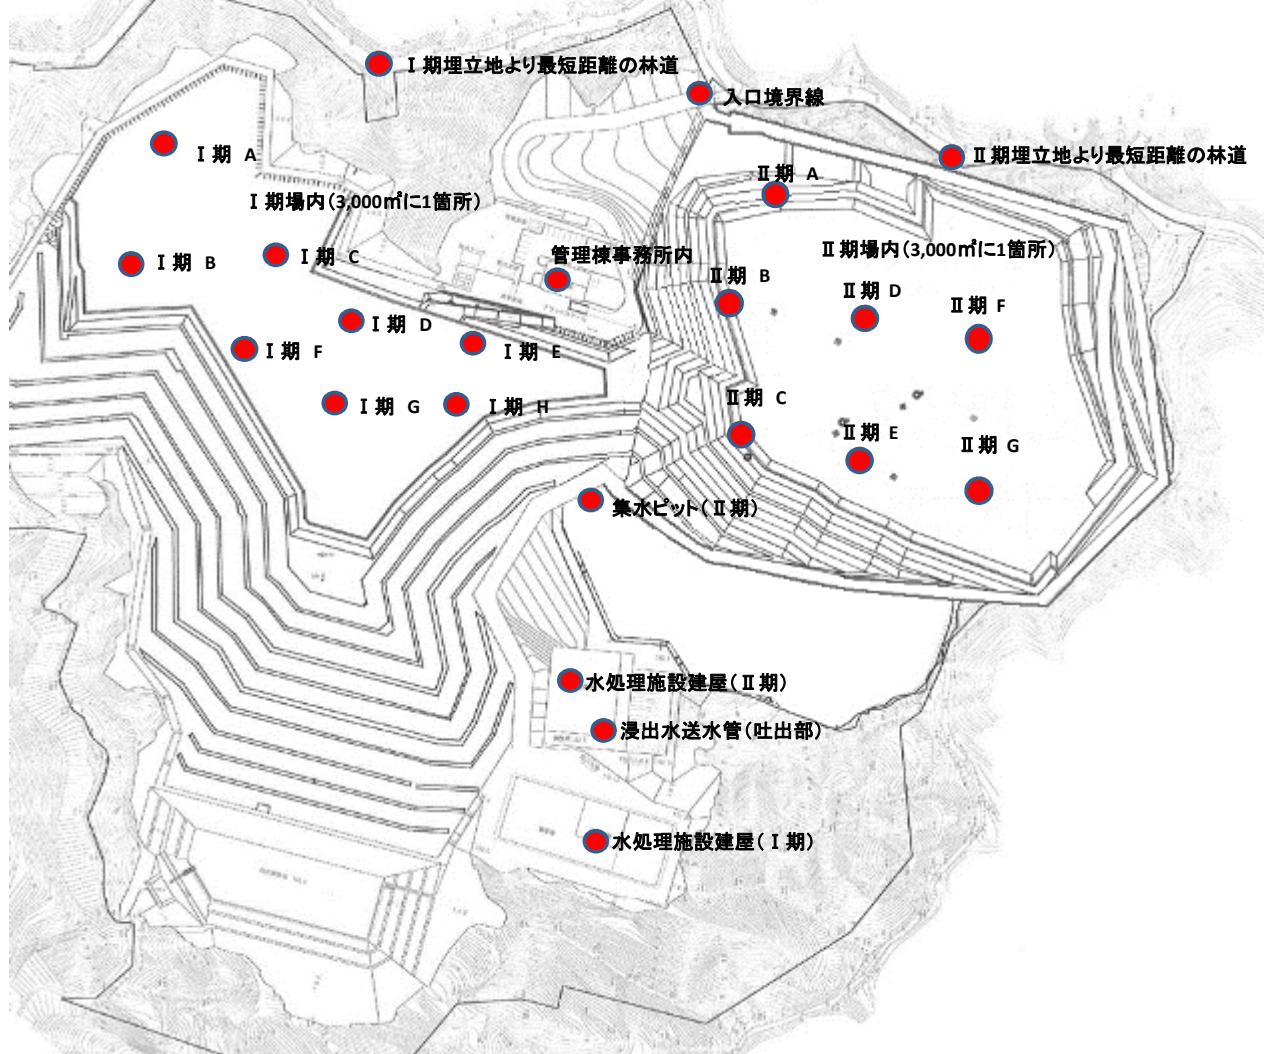 Ⅰ期埋立地より最短距離の林道
入口境界線
Ⅱ期埋立地より最短距離の林道
Ⅰ期 A
Ⅱ期 A
Ⅰ期場内(3,000㎡に1箇所)
Ⅱ期場内(3,000㎡に1箇所)
Ⅰ期 B
Ⅰ期 C
管理棟事務所内
Ⅱ期 B
Ⅱ期 D
Ⅱ期 F
Ⅰ期 D
Ⅰ期 F
Ⅰ期 E
Ⅱ期 C
Ⅰ期 G
Ⅰ期 H
Ⅱ期 E
Ⅱ期 G
集水ピット(Ⅱ期)
水処理施設建屋(Ⅱ期)
浸出水送水管(吐出部)
水処理施設建屋(Ⅰ期)